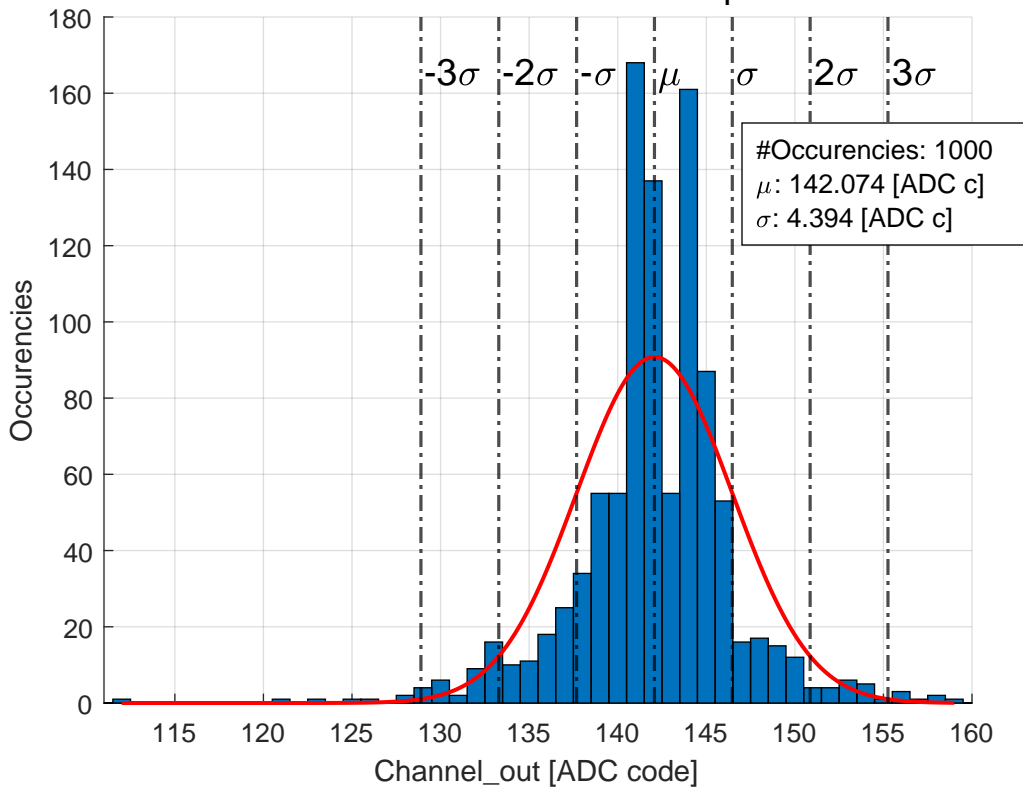 180
160
140
120
100
80
60
40
20
0
-3σ -2σ -σ μ σ 2σ 3σ
#Occurencies: 1000
μ: 142.074 [ADC c]
σ: 4.394 [ADC c]
Occurencies
115 120 125 130 135 140 145 150 155 160
Channel_out [ADC code]